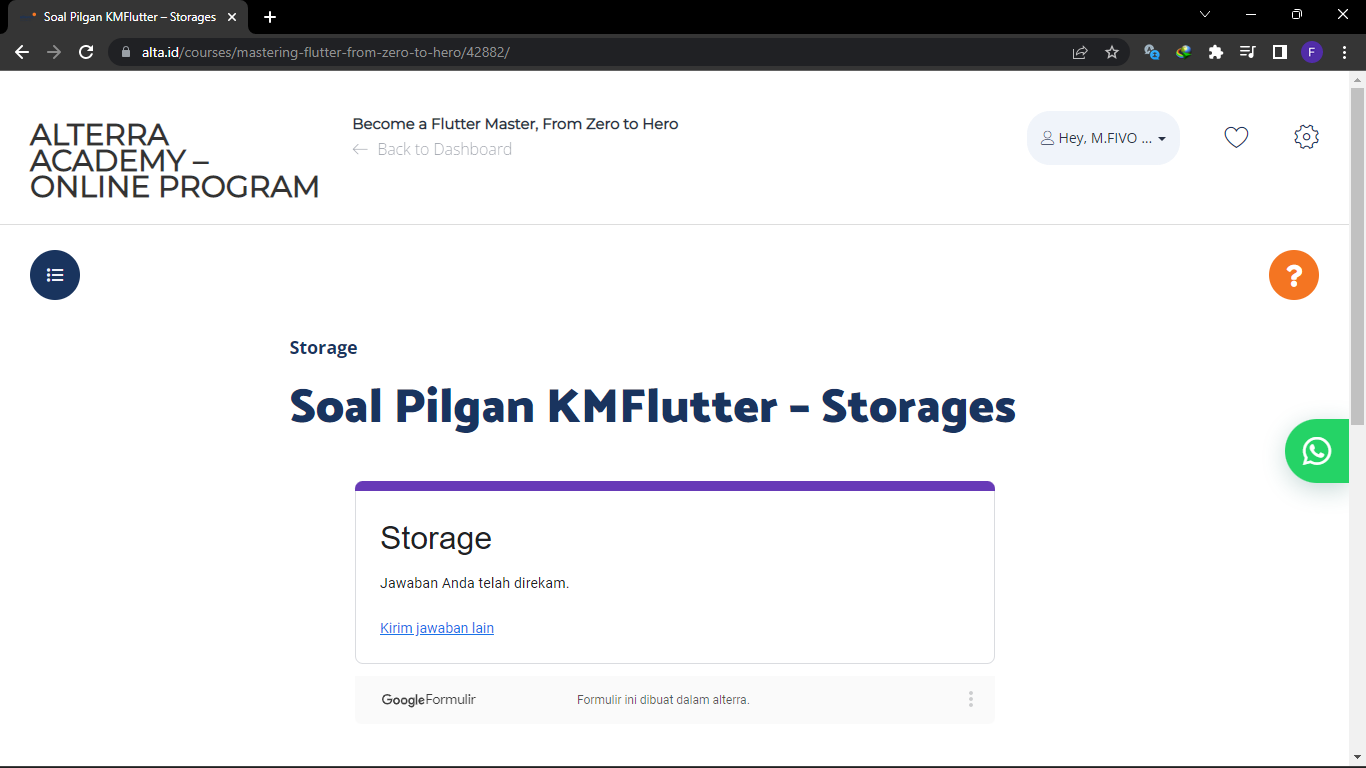 Soal Pilgan KMFlutter – Storages
alta.id/courses/mastering-flutter-from-zero-to-hero/42882/
F
ALTERRA
ACADEMY –
ONLINE PROGRAM
Become a Flutter Master, From Zero to Hero
← Back to Dashboard
Hey, M.FIVO ...
?
Storage
Soal Pilgan KMFlutter – Storages
Storage
Jawaban Anda telah direkam.
Kirim jawaban lain
Google Formulir
Formulir ini dibuat dalam alterra.